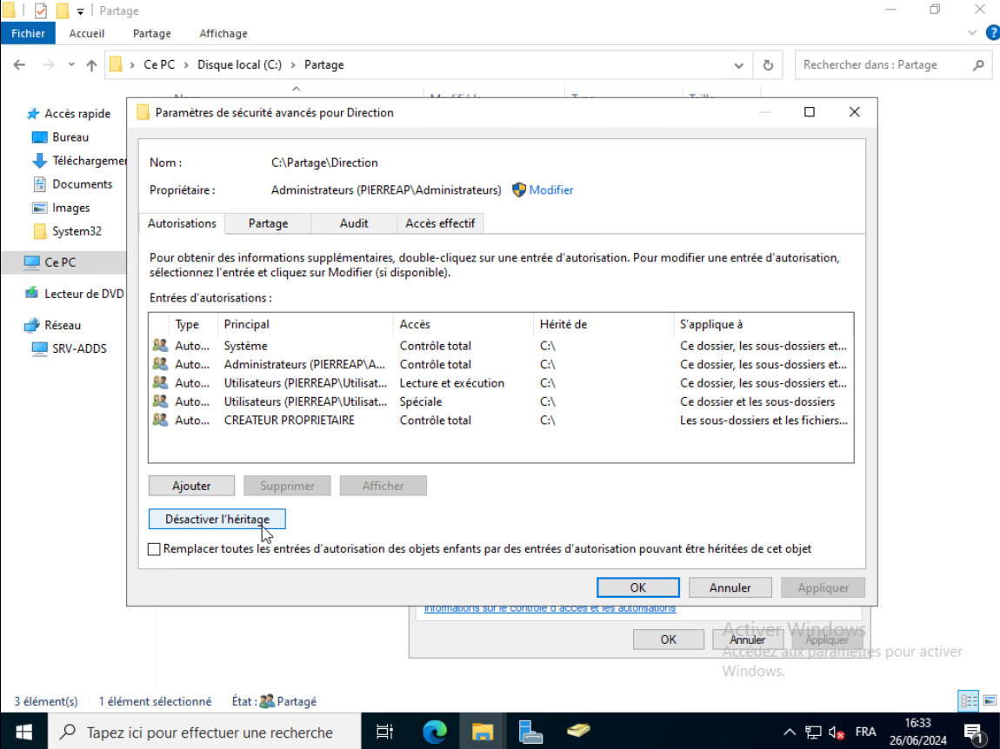 Partage
Fichier Accueil Partage Affichage
Ce PC › Disque local (C:) › Partage
Rechercher dans : Partage
Paramètres de sécurité avancés pour Direction
Accès rapide
Bureau
Téléchargemer
Documents
Images
System32
Ce PC
Lecteur de DVD
Réseau
SRV-ADDS
Nom : C:\Partage\Direction
Propriétaire : Administrateurs (PIERREAP\Administrateurs) Modifier
Autorisations Partage Audit Accès effectif
Pour obtenir des informations supplémentaires, double-cliquez sur une entrée d'autorisation. Pour modifier une entrée d'autorisation,
sélectionnez l'entrée et cliquez sur Modifier (si disponible).
Entrées d'autorisations :
Type Principal Accès Hérité de S'applique à
Auto... Système Contrôle total C:\ Ce dossier, les sous-dossiers et...
Auto... Administrateurs (PIERREAP\A... Contrôle total C:\ Ce dossier, les sous-dossiers et...
Auto... Utilisateurs (PIERREAP\Utilisat... Lecture et exécution C:\ Ce dossier, les sous-dossiers et...
Auto... Utilisateurs (PIERREAP\Utilisat... Spéciale C:\ Ce dossier et les sous-dossiers
Auto... CREATEUR PROPRIETAIRE Contrôle total C:\ Les sous-dossiers et les fichiers...
Ajouter Supprimer Afficher
Désactiver l'héritage
Remplacer toutes les entrées d'autorisation des objets enfants par des entrées d'autorisation pouvant être héritées de cet objet
OK Annuler Appliquer
Informations sur le contrôle d'accès et les autorisations
OK Annuler Appliquer
Activer Windows
Accédez aux paramètres pour activer
Windows.
3 élément(s) 1 élément sélectionné État : Partagé
Tapez ici pour effectuer une recherche
FRA
16:33
26/06/2024
1